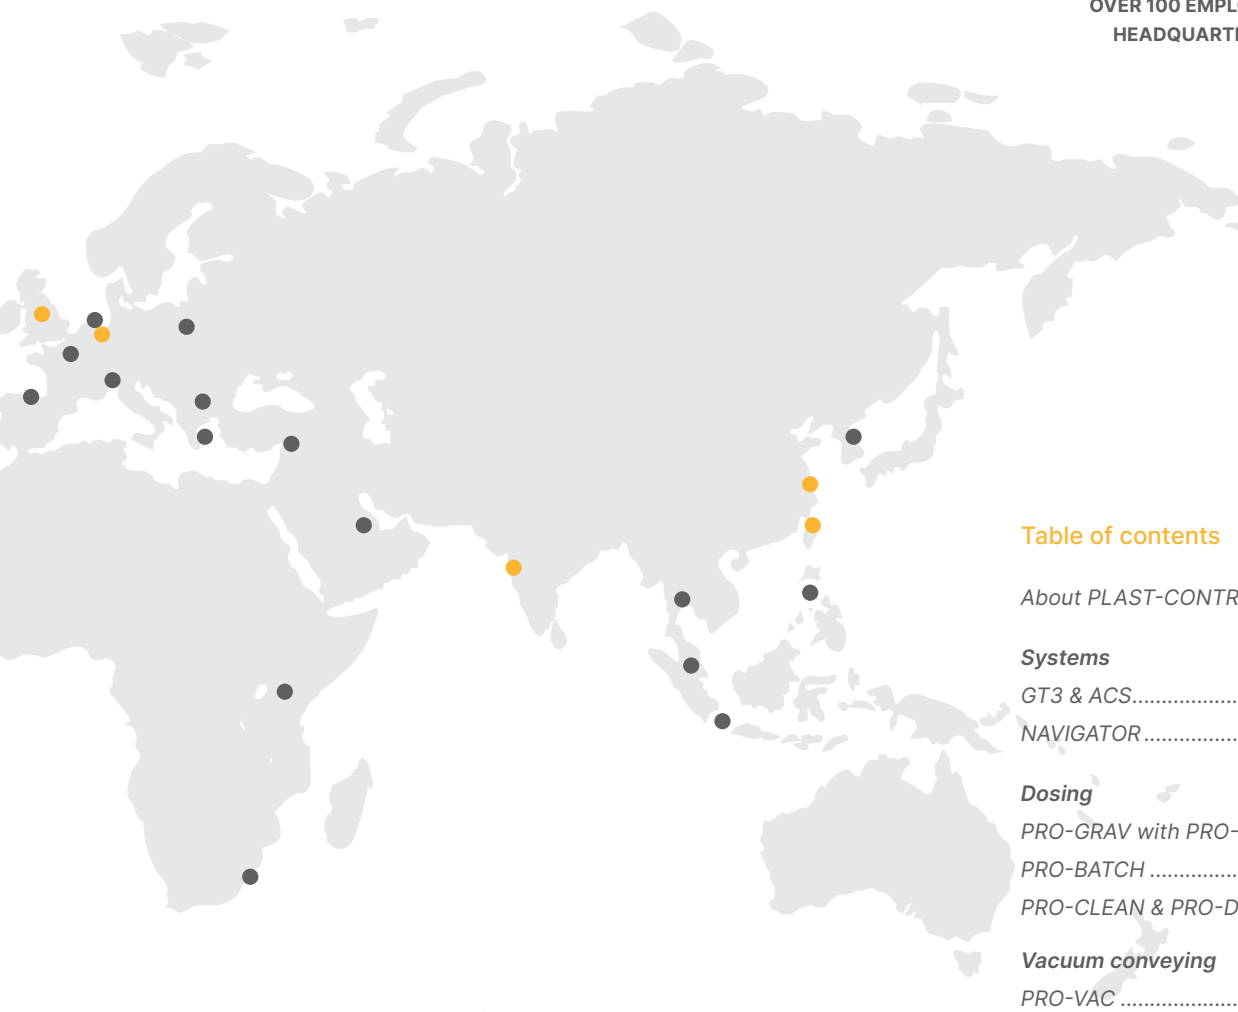 OVER 100 EMPL
HEADQUARTE
Table of contents
About PLAST-CONTR
Systems
GT3 & ACS..................
NAVIGATOR ................
Dosing
PRO-GRAV with PRO-
PRO-BATCH ...............
PRO-CLEAN & PRO-D
Vacuum conveying
PRO-VAC ....................